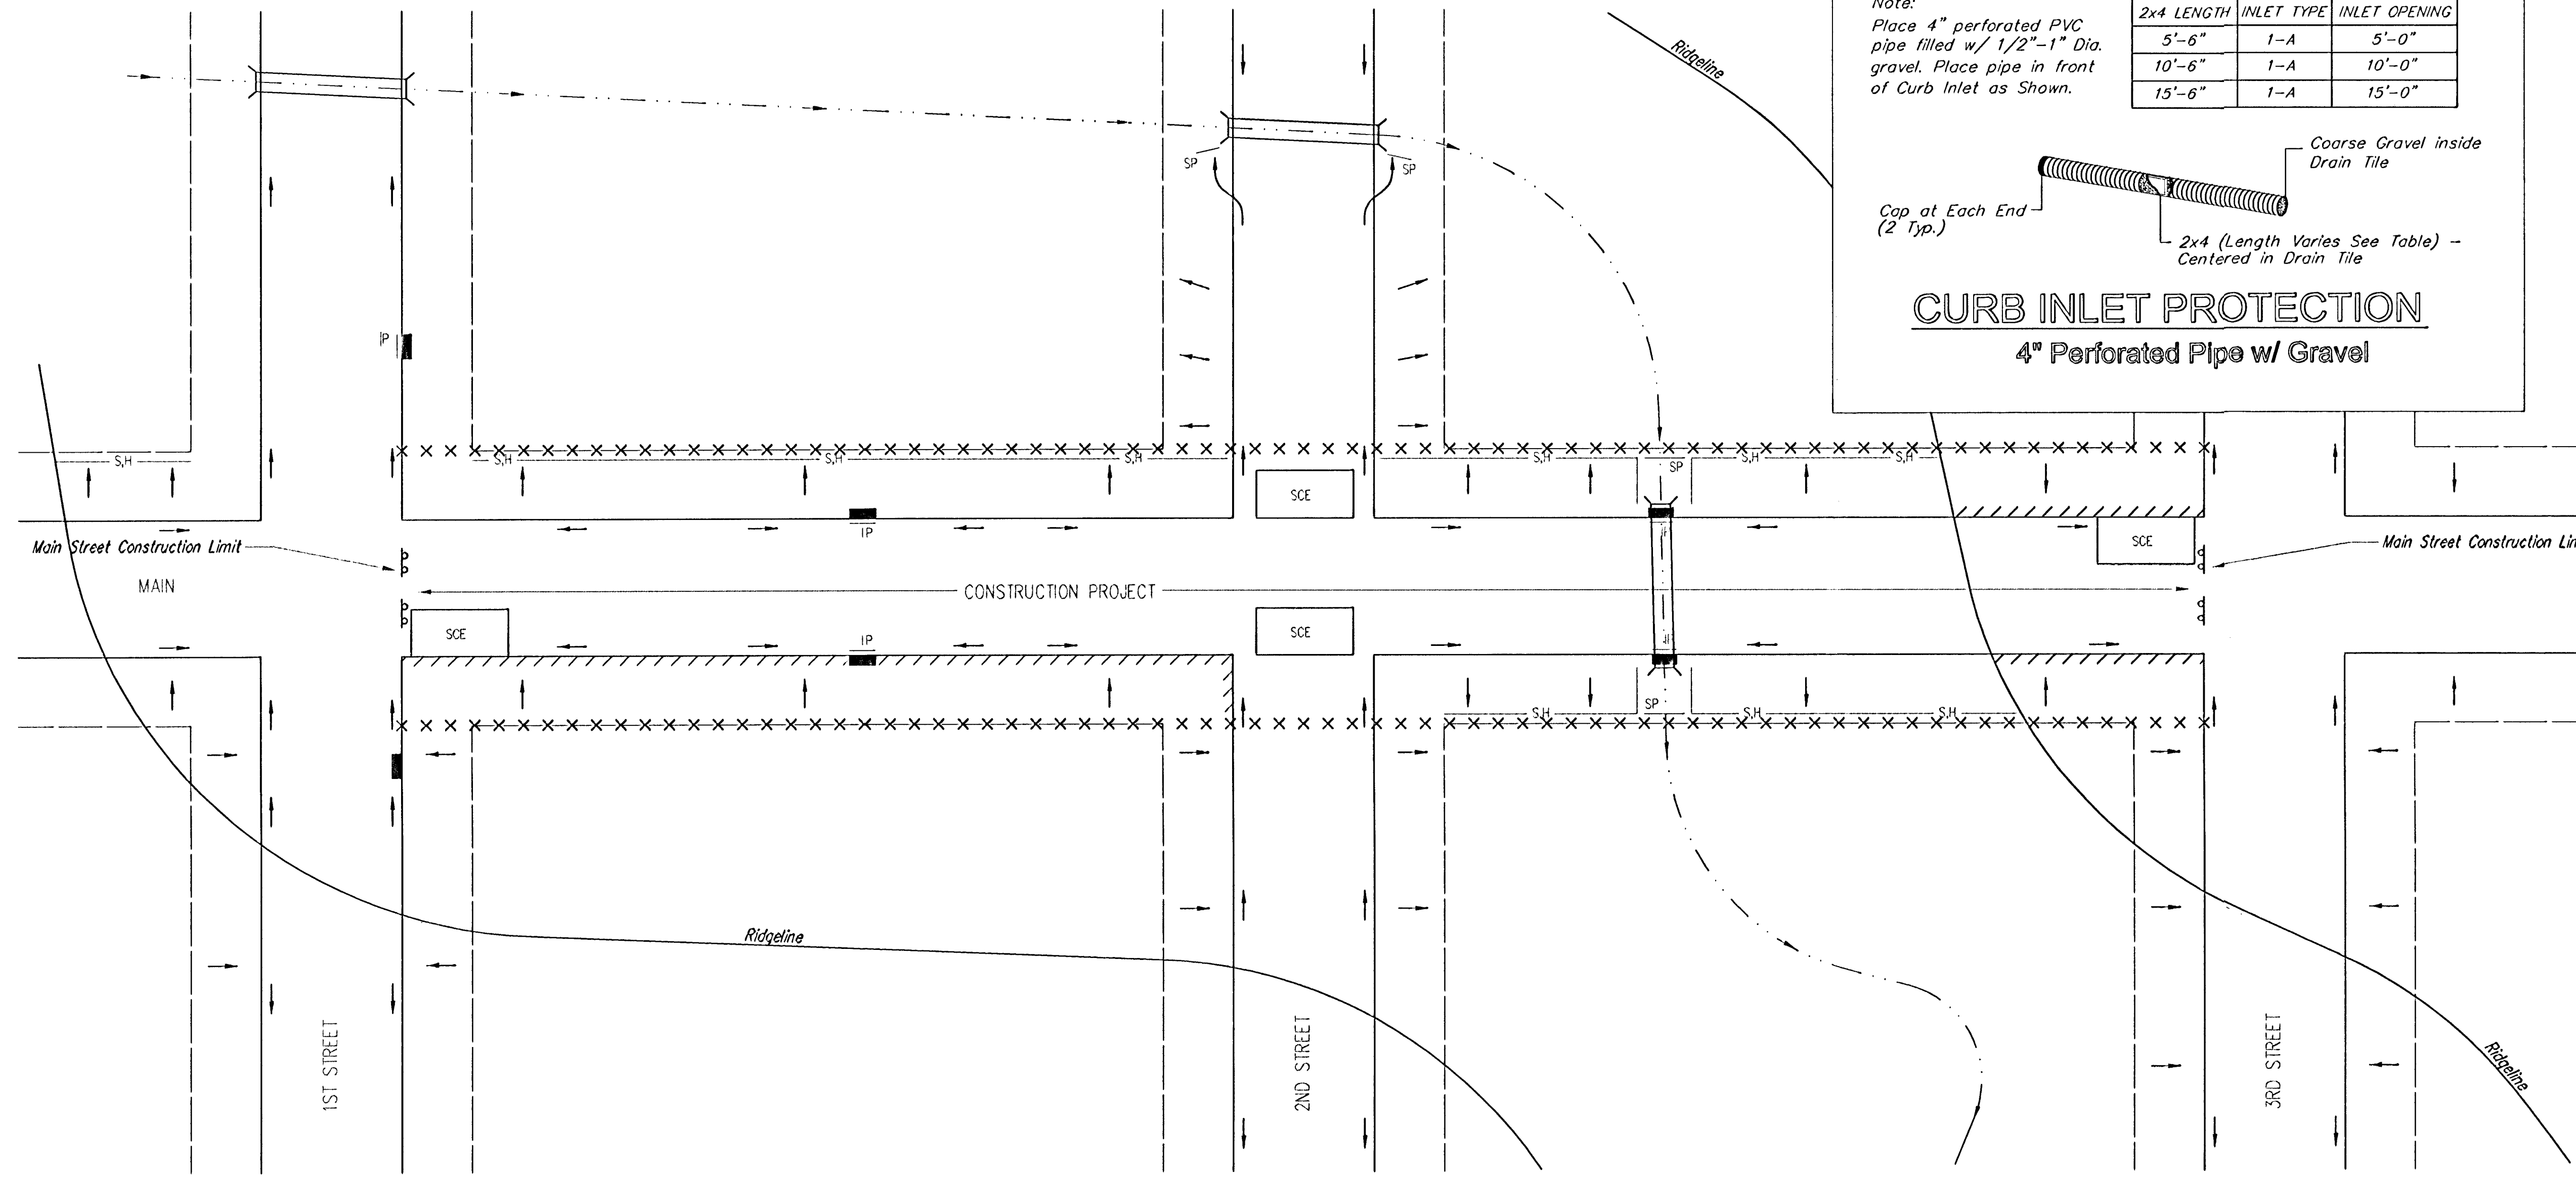 Note:
Place 4" perforated PVC
pipe filled w/ 1/2"-1" Dia.
gravel. Place pipe in front
of Curb Inlet as Shown.
2x4 LENGTH INLET TYPE INLET OPENING
5'-6" 1-A 5'-0"
10'-6" 1-A 10'-0"
15'-6" 1-A 15'-0"
Coarse Gravel inside
Drain Tile
Cap at Each End
(2 Typ.)
2x4 (Length Varies See Table) -
Centered in Drain Tile
CURB INLET PROTECTION
4" Perforated Pipe w/ Gravel
Ridgeline
SP
SP
IP
S,H
S,H
S,H
S,H
S,H
SP
S,H
S,H
SCE
IP
SCE
Main Street Construction Limit
Main Street Construction
MAIN
CONSTRUCTION PROJECT
SCE
IP
SCE
SP
S,H
S,H
S,H
Ridgeline
1ST STREET
2ND STREET
3RD STREET
Ridgeline